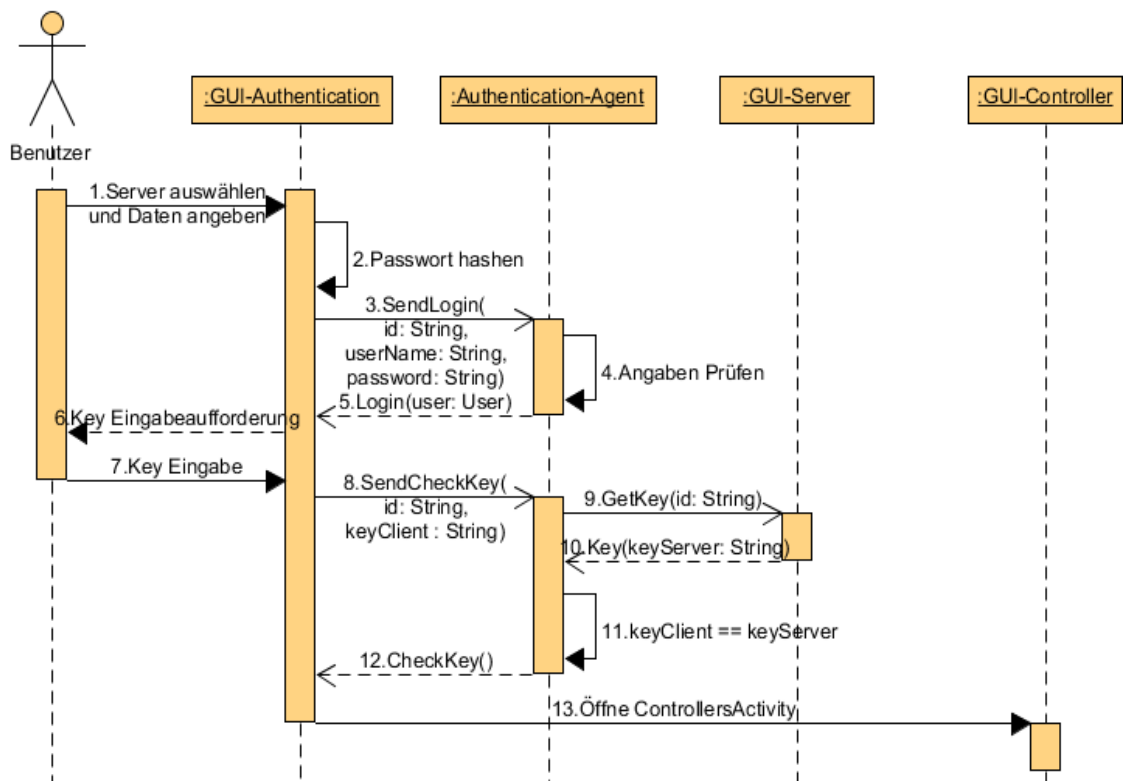 :GUI-Authentication
:Authentication-Agent
:GUI-Server
:GUI-Controller
Benutzer
1.Server auswählen
und Daten angeben
2.Passwort hashen
3.SendLogin(
id: String,
userName: String,
password: String)
4.Angaben Prüfen
5.Login(user: User)
6.Key Eingabeaufforderung
7.Key Eingabe
8.SendCheckKey(
id: String,
keyClient : String)
9.GetKey(id: String)
10.Key(keyServer: String)
11.keyClient == keyServer
12.CheckKey()
13.Öffne ControllersActivity